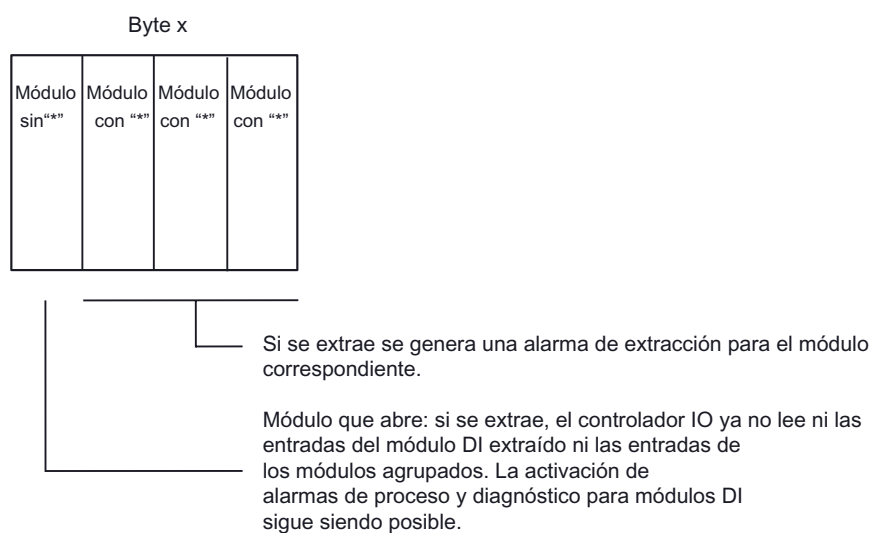 Byte x
Módulo Módulo Módulo Módulo
sin“*” con “*” con “*” con “*”
Si se extrae se genera una alarma de extracción para el módulo
correspondiente.
Módulo que abre: si se extrae, el controlador IO ya no lee ni las
entradas del módulo DI extraído ni las entradas de
los módulos agrupados. La activación de
alarmas de proceso y diagnóstico para módulos DI
sigue siendo posible.